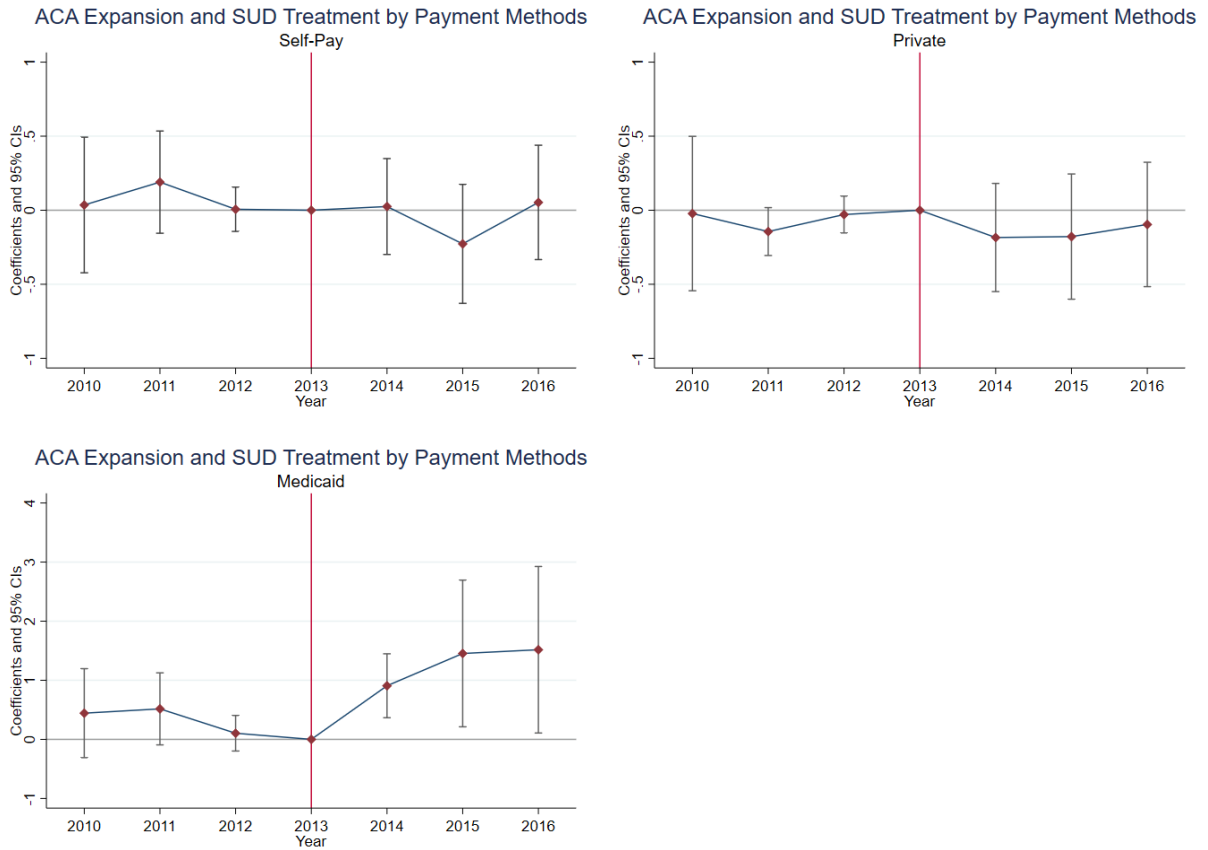 ACA Expansion and SUD Treatment by Payment Methods
Self-Pay
Coefficients and 95% CIs
1
.5
0
-.5
-1
2010 2011 2012 2013 2014 2015 2016
Year
ACA Expansion and SUD Treatment by Payment Methods
Private
Coefficients and 95% CIs
1
.5
0
-.5
-1
2010 2011 2012 2013 2014 2015 2016
Year
ACA Expansion and SUD Treatment by Payment Methods
Medicaid
Coefficients and 95% CIs
4
3
2
1
0
-1
2010 2011 2012 2013 2014 2015 2016
Year